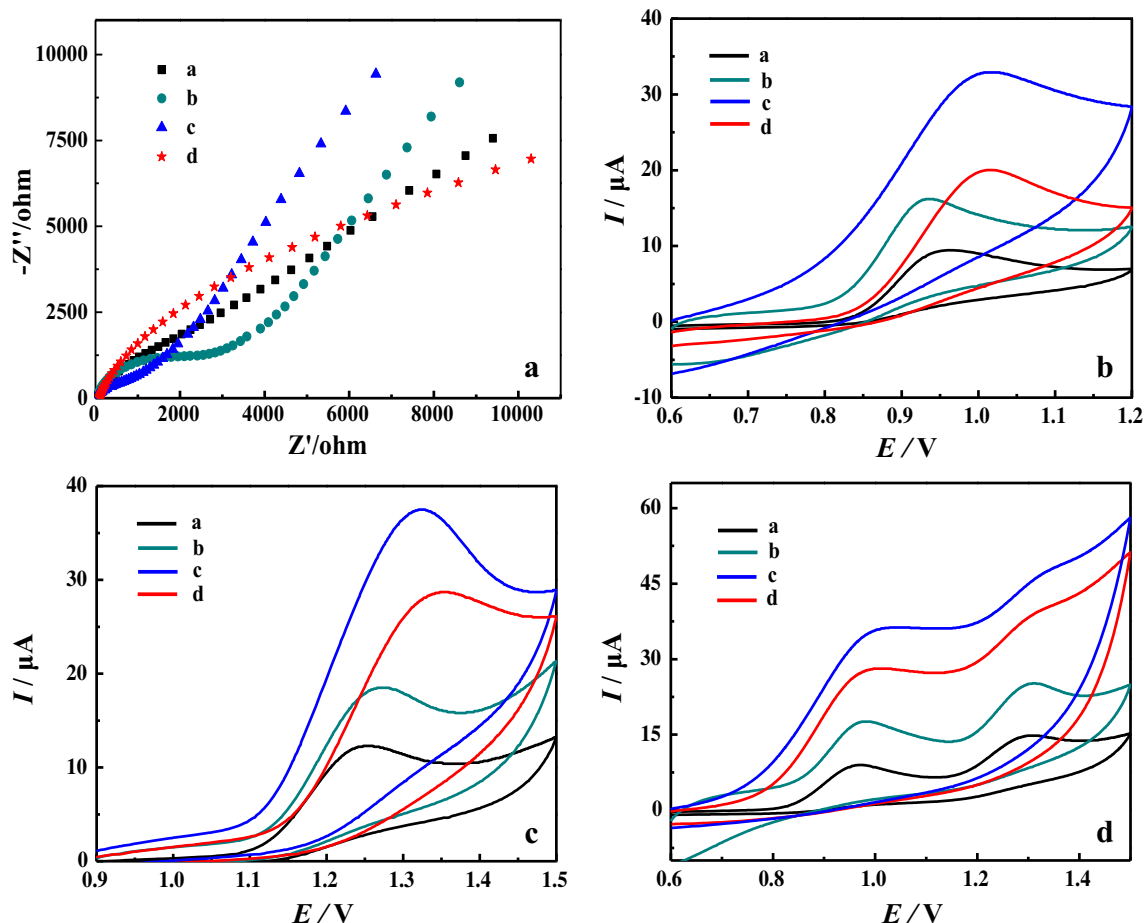 10000
7500
5000
2500
0
-Z''/ohm
a
b
c
d
a
0 2000 4000 6000 8000 10000
Z'/ohm
40
30
20
10
0
-10
I / μA
a
b
c
d
b
0.6 0.7 0.8 0.9 1.0 1.1 1.2
E / V
40
30
20
10
0
I / μA
a
b
c
d
c
0.9 1.0 1.1 1.2 1.3 1.4 1.5
E / V
60
45
30
15
0
I / μA
a
b
c
d
d
0.6 0.8 1.0 1.2 1.4
E / V